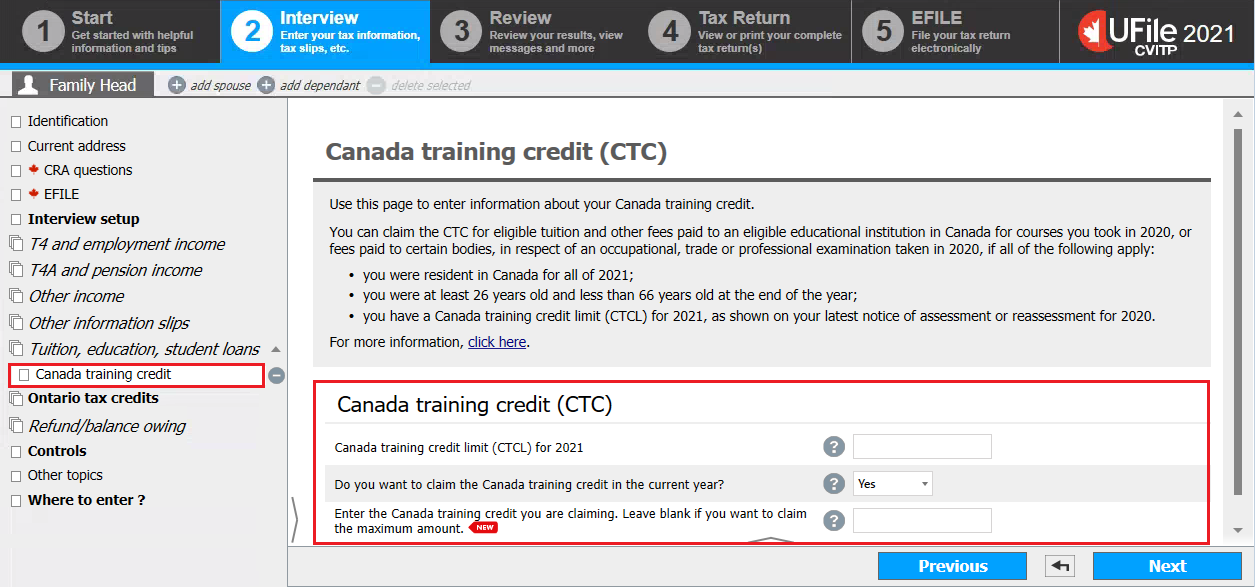 1
Start
Get started with helpful
information and tips
2
Interview
Enter your tax information,
tax slips, etc.
3
Review
Review your results, view
messages and more
4
Tax Return
View or print your complete
tax return(s)
5
EFILE
File your tax return
electronically
UFile 2021
CVITP
Family Head
+ add spouse + add dependant − delete selected
Identification
Current address
CRA questions
EFILE
Interview setup
T4 and employment income
T4A and pension income
Other income
Other information slips
Tuition, education, student loans
Canada training credit
Ontario tax credits
Refund/balance owing
Controls
Other topics
Where to enter ?
Canada training credit (CTC)
Use this page to enter information about your Canada training credit.
You can claim the CTC for eligible tuition and other fees paid to an eligible educational institution in Canada for courses you took in 2020, or
fees paid to certain bodies, in respect of an occupational, trade or professional examination taken in 2020, if all of the following apply:
• you were resident in Canada for all of 2021;
• you were at least 26 years old and less than 66 years old at the end of the year;
• you have a Canada training credit limit (CTCL) for 2021, as shown on your latest notice of assessment or reassessment for 2020.
For more information, click here.
Canada training credit (CTC)
Canada training credit limit (CTCL) for 2021 ?
Do you want to claim the Canada training credit in the current year? ? Yes
Enter the Canada training credit you are claiming. Leave blank if you want to claim
the maximum amount. NEW ?
Previous
Next